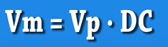 Vm = Vp · DC